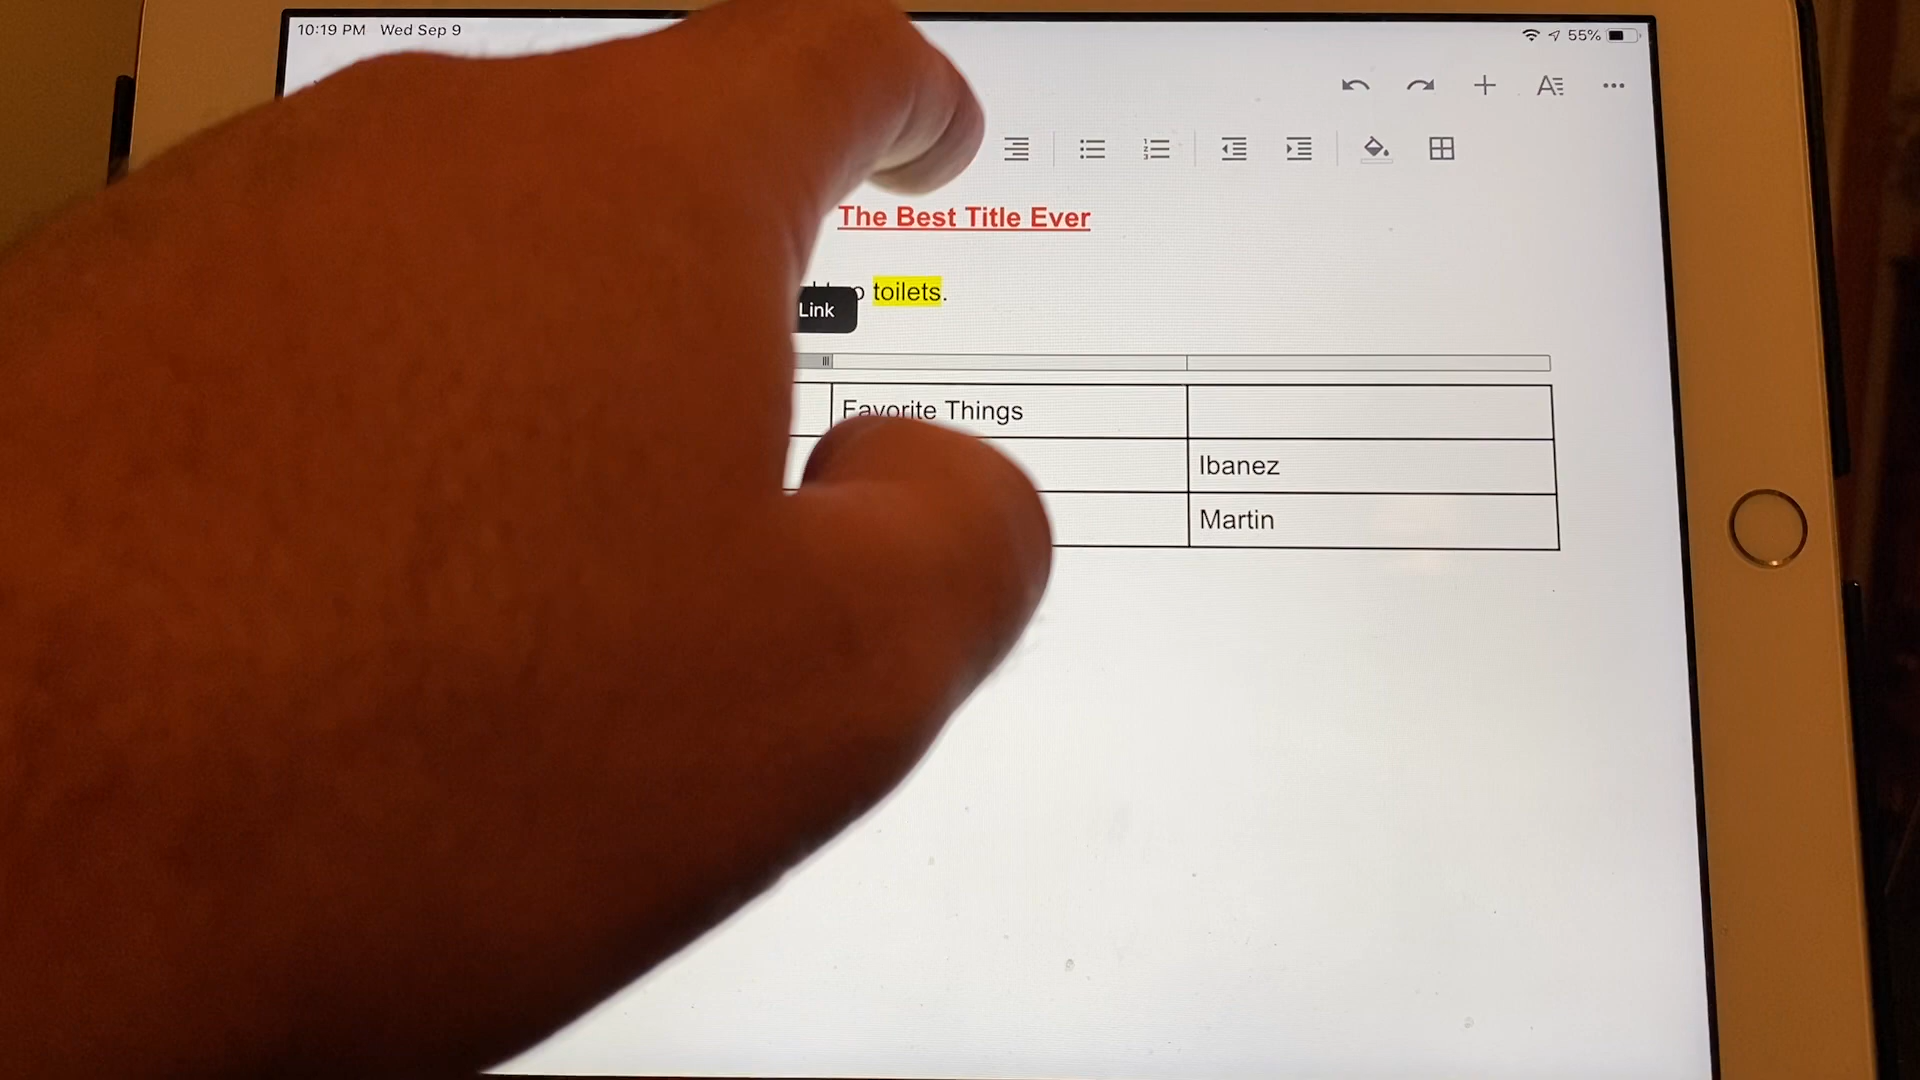 10:19 PM Wed Sep 9
55%
The Best Title Ever
toilets.
Link
Favorite Things
Ibanez
Martin